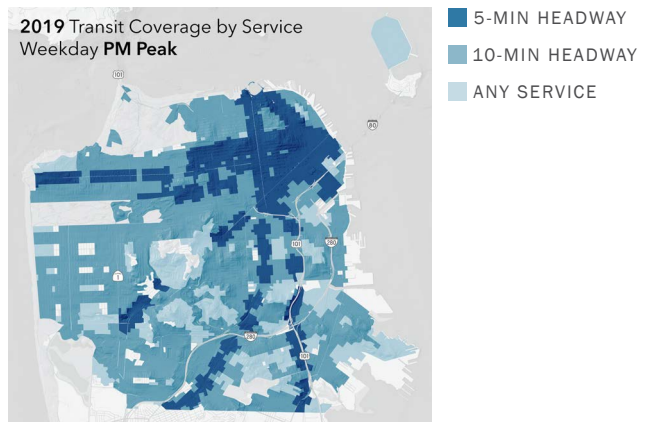 2019 Transit Coverage by Service
Weekday PM Peak
5-MIN HEADWAY
10-MIN HEADWAY
ANY SERVICE
101
80
101
280
1
280
101